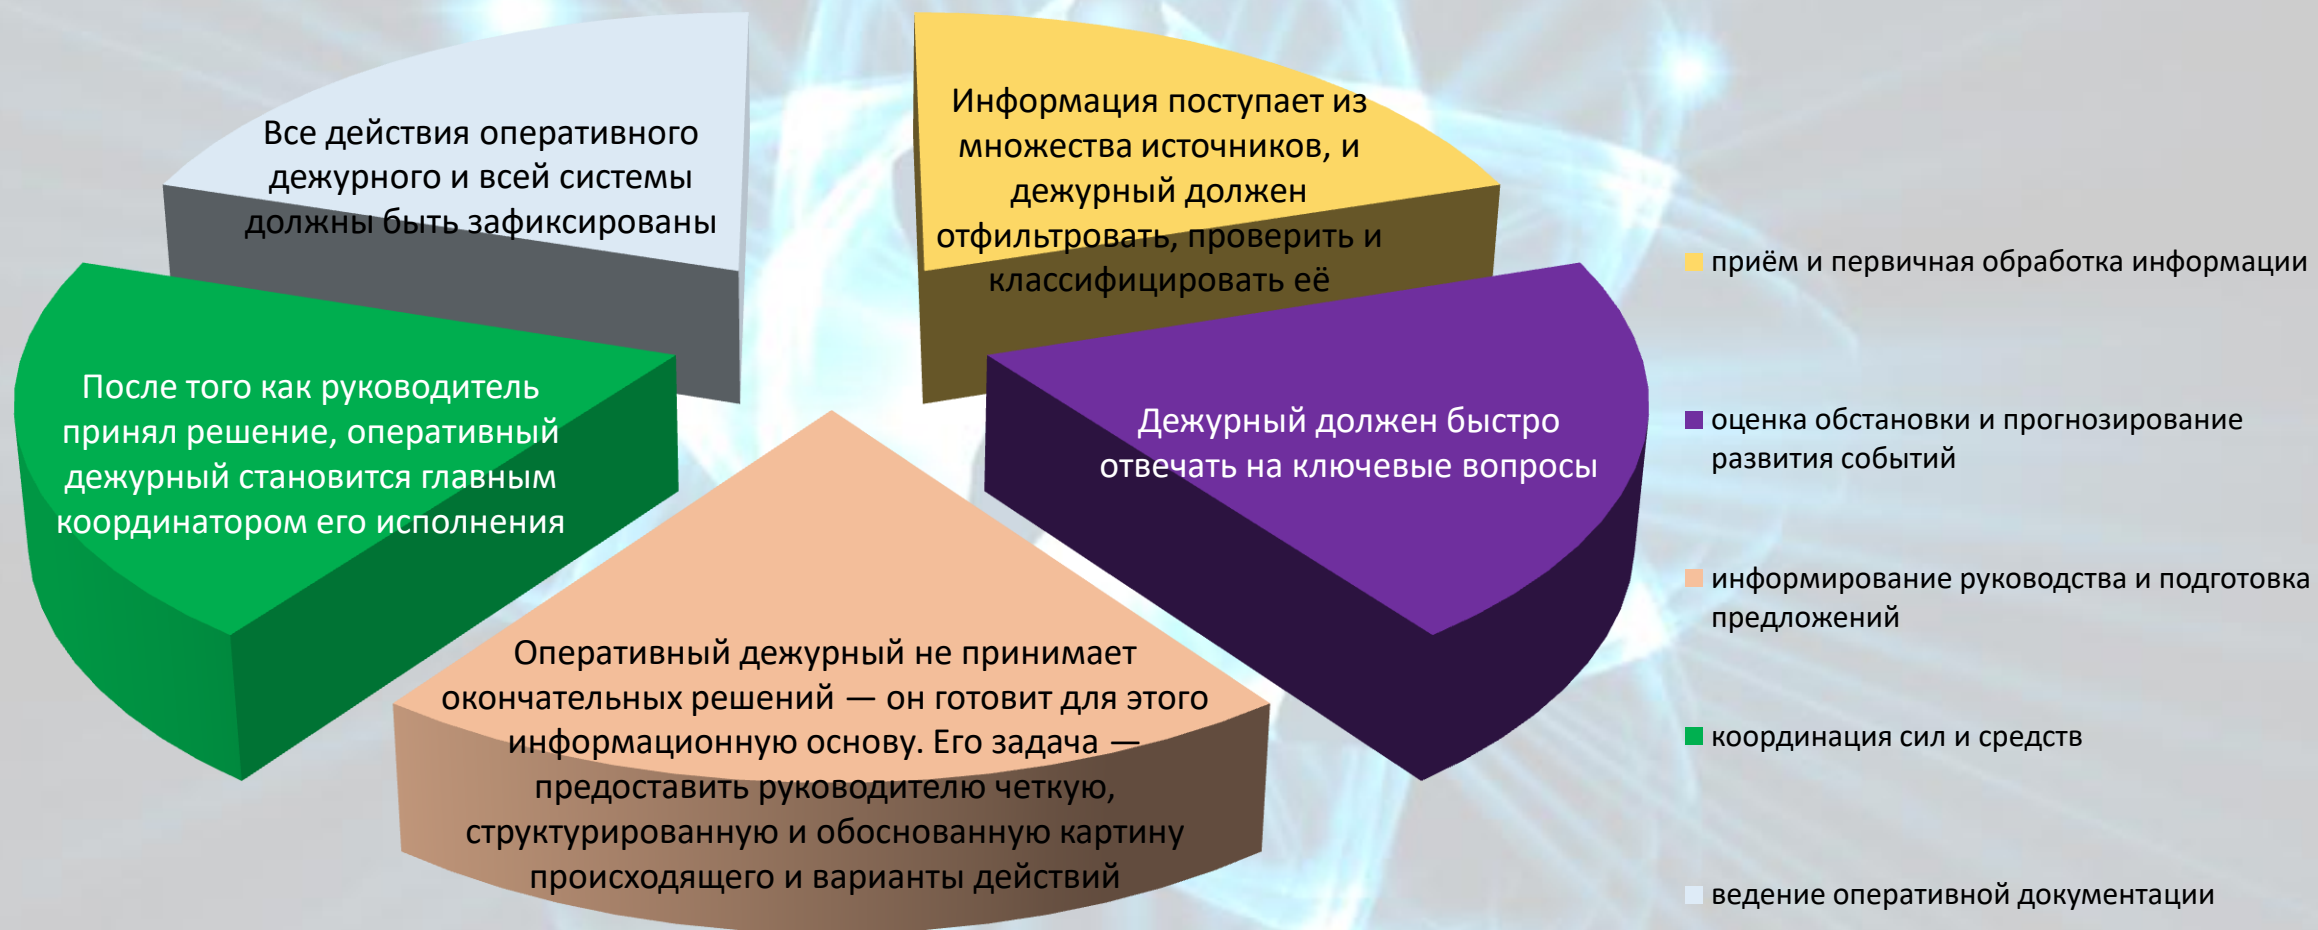 Все действия оперативного
дежурного и всей системы
должны быть зафиксированы
Информация поступает из
множества источников, и
дежурный должен
отфильтровать, проверить и
классифицировать её
После того как руководитель
принял решение, оперативный
дежурный становится главным
координатором его исполнения
Дежурный должен быстро
отвечать на ключевые вопросы
Оперативный дежурный не принимает
окончательных решений — он готовит для этого
информационную основу. Его задача —
предоставить руководителю четкую,
структурированную и обоснованную картину
происходящего и варианты действий
приём и первичная обработка информации
оценка обстановки и прогнозирование
развития событий
информирование руководства и подготовка
предложений
координация сил и средств
ведение оперативной документации